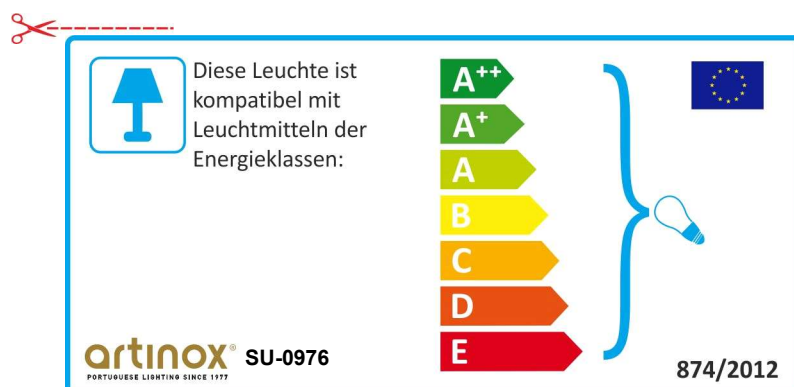 Diese Leuchte ist
kompatibel mit
Leuchtmitteln der
Energieklassen:
A++
A+
A
B
C
D
E
artinox® SU-0976
PORTUGUESE LIGHTING SINCE 1977
874/2012